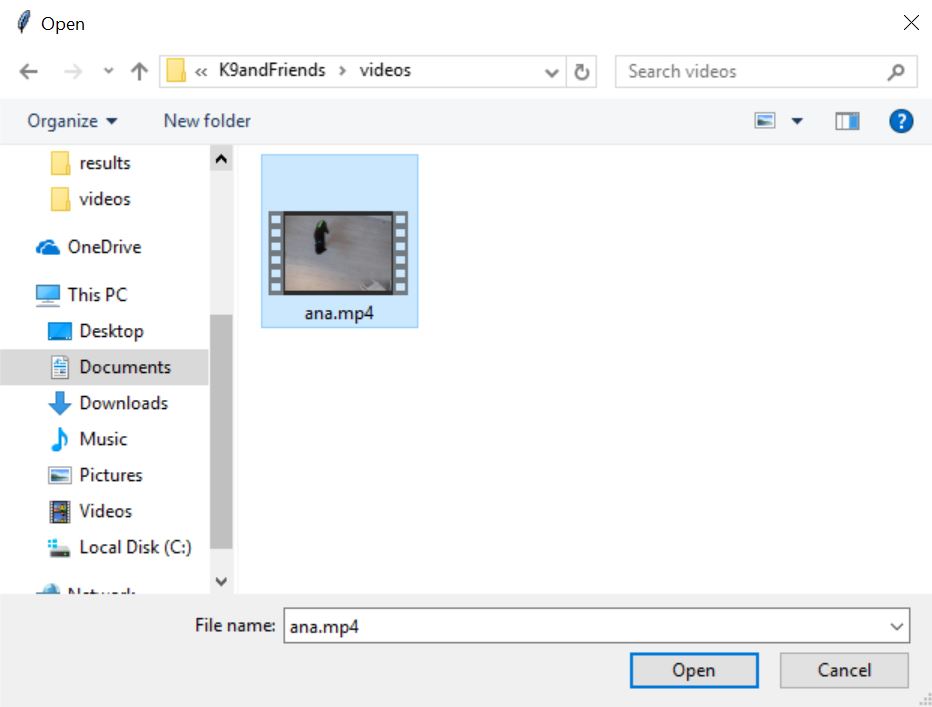 Open
« K9andFriends › videos
Search videos
Organize
New folder
results
videos
OneDrive
This PC
Desktop
Documents
Downloads
Music
Pictures
Videos
Local Disk (C:)
Network
ana.mp4
File name: ana.mp4
Open
Cancel